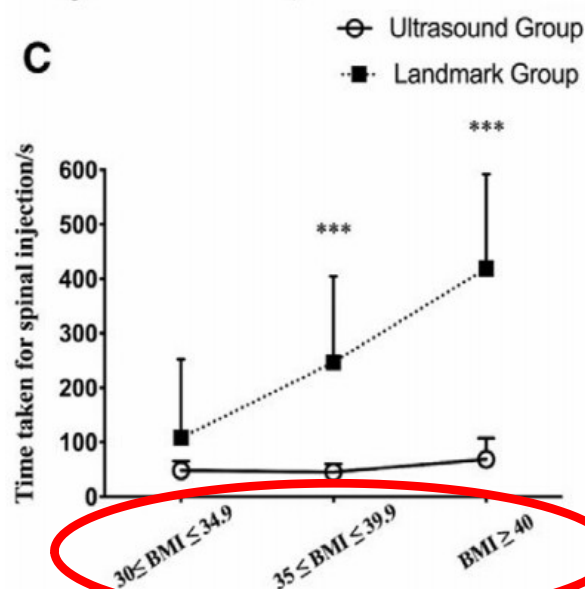 C
Ultrasound Group
Landmark Group
***
***
Time taken for spinal injection/s
600
500
400
300
200
100
0
30≤ BMI ≤ 34.9
35 ≤ BMI ≤ 39.9
BMI ≥ 40